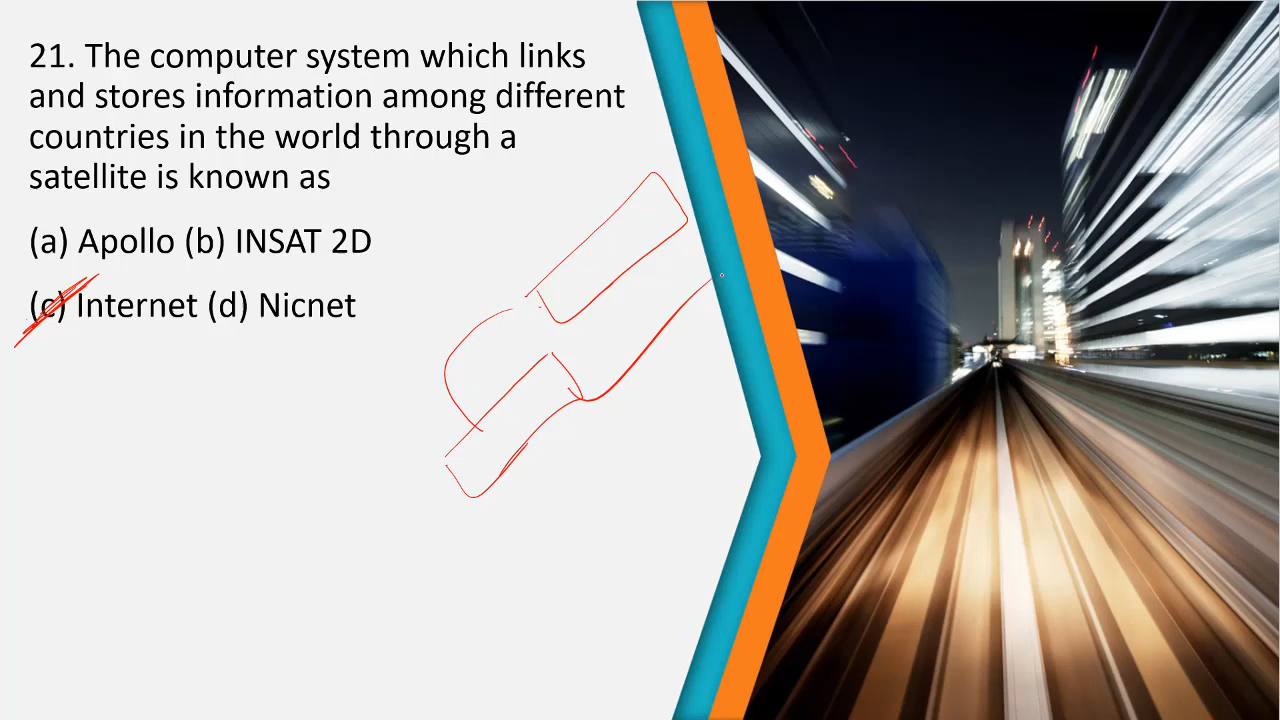 21. The computer system which links
and stores information among different
countries in the world through a
satellite is known as
(a) Apollo (b) INSAT 2D
(c) Internet (d) Nicnet